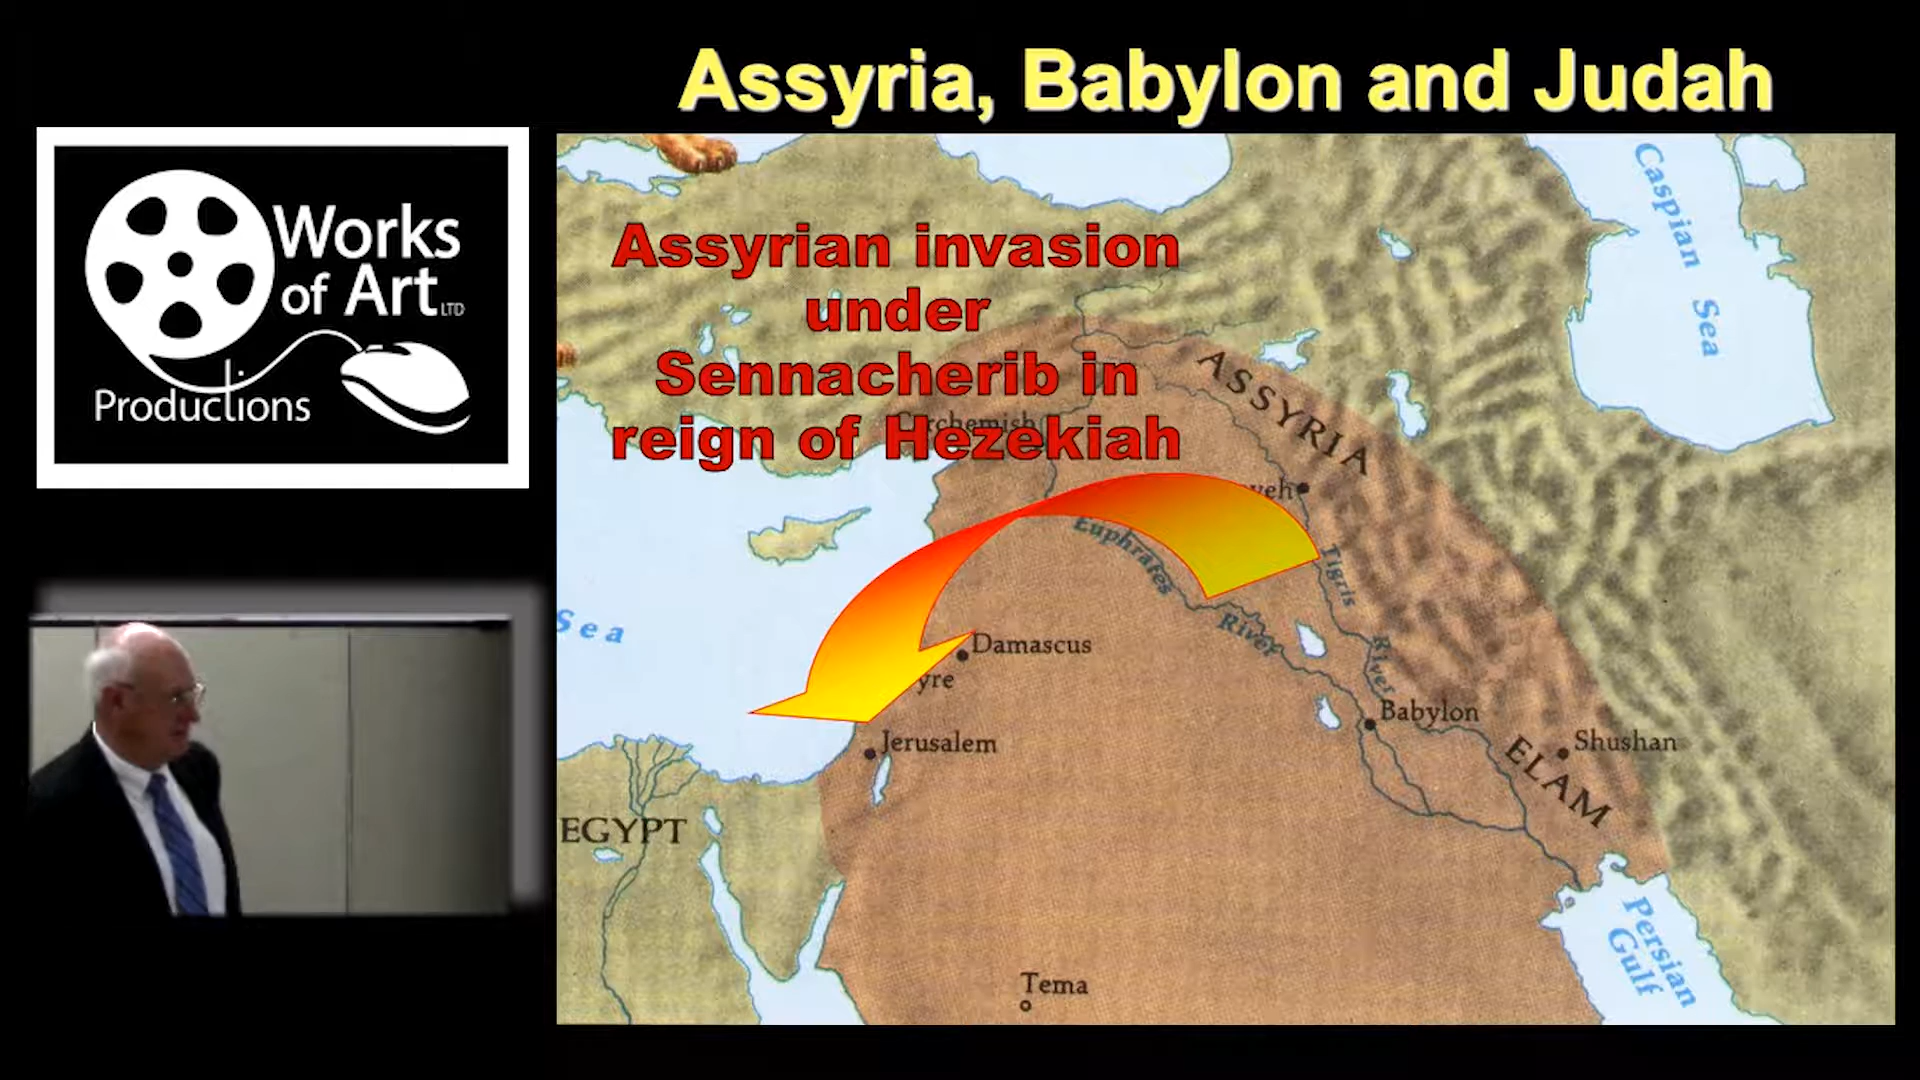 Assyria, Babylon and Judah
Works
of Art LTD
Productions
Assyrian invasion
under
Sennacherib in
reign of Hezekiah
Caspian Sea
ASSYRIA
Euphrates
River
Tigris
River
Sea
Damascus
Jerusalem
Babylon
Shushan
ELAM
EGYPT
Persian
Gulf
Tema